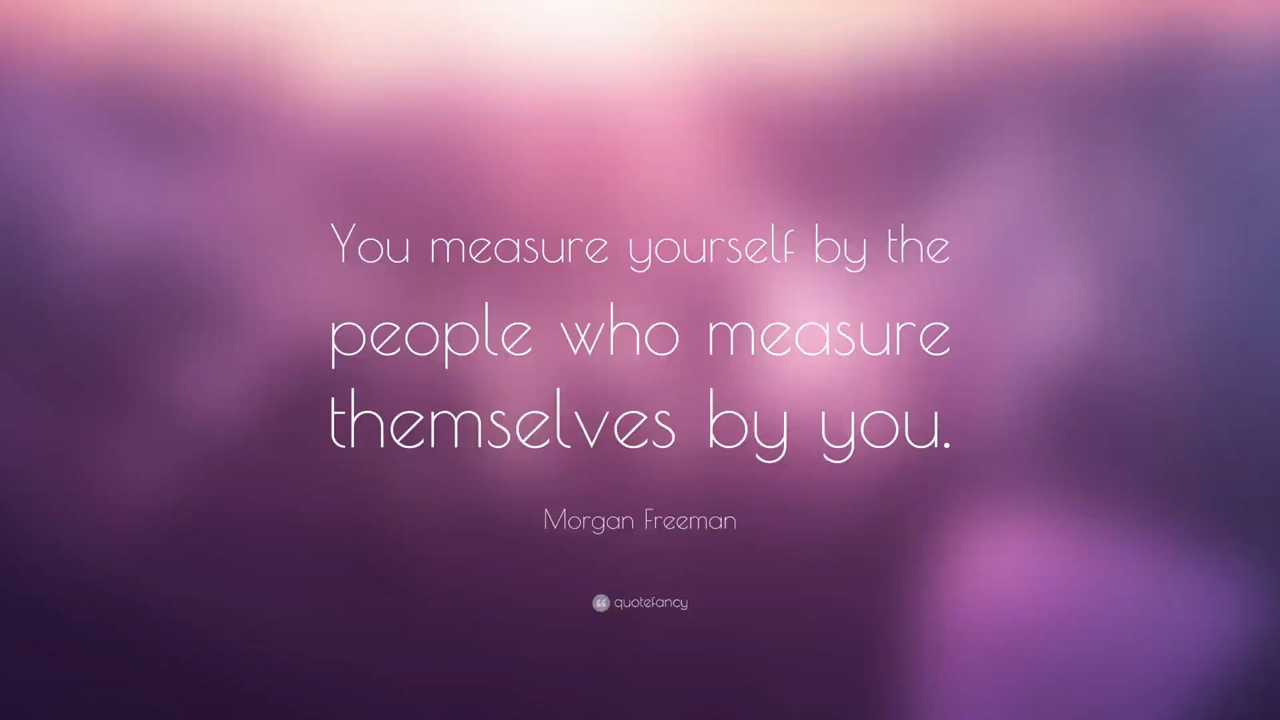 You measure yourself by the
people who measure
themselves by you.
Morgan Freeman
quotefancy